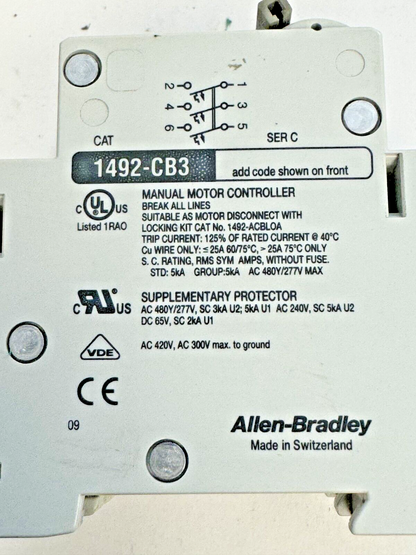 2 1
4 3
6 5
CAT SER C
1492-CB3 add code shown on front
C UL US MANUAL MOTOR CONTROLLER
Listed 1RAO BREAK ALL LINES
SUITABLE AS MOTOR DISCONNECT WITH
LOCKING KIT CAT No. 1492-ACBLOA
TRIP CURRENT: 125% OF RATED CURRENT @ 40°C
Cu WIRE ONLY: ≤ 25A 60/75°C, > 25A 75°C ONLY
S. C. RATING, RMS SYM AMPS, WITHOUT FUSE.
STD: 5kA GROUP:5kA AC 480Y/277V MAX
C RU US SUPPLEMENTARY PROTECTOR
AC 480Y/277V, SC 3kA U2; 5kA U1 AC 240V, SC 5kA U2
DC 65V, SC 2kA U1
VDE AC 420V, AC 300V max. to ground
CE
09
Allen-Bradley
Made in Switzerland